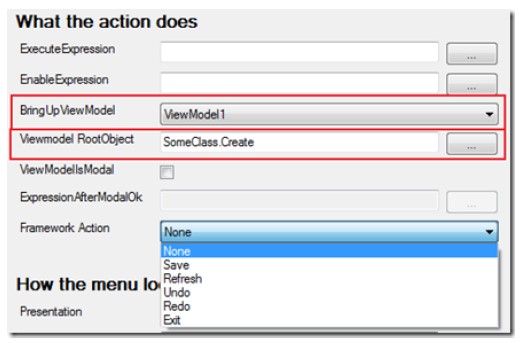 What the action does
ExecuteExpression
...
EnableExpression
...
BringUpViewModel ViewModel1
Viewmodel RootObject SomeClass.Create ...
ViewModelIsModal
ExpressionAfterModalOk ...
Framework Action None
None
Save
Refresh
Undo
Redo
Exit
How the menu lo
Presentation